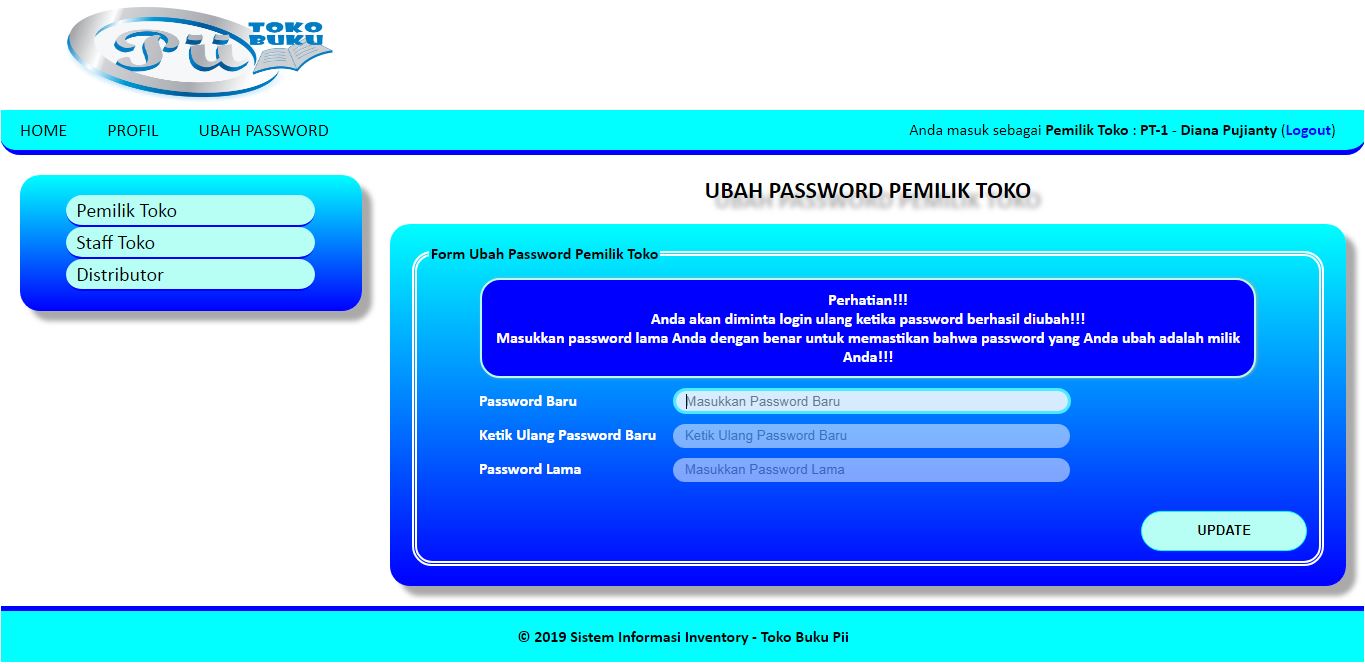 Pii TOKO
BUKU
HOME PROFIL UBAH PASSWORD Anda masuk sebagai Pemilik Toko : PT-1 - Diana Pujianty (Logout)
Pemilik Toko
Staff Toko
Distributor
UBAH PASSWORD PEMILIK TOKO
Form Ubah Password Pemilik Toko
Perhatian!!!
Anda akan diminta login ulang ketika password berhasil diubah!!!
Masukkan password lama Anda dengan benar untuk memastikan bahwa password yang Anda ubah adalah milik
Anda!!!
Password Baru Masukkan Password Baru
Ketik Ulang Password Baru Ketik Ulang Password Baru
Password Lama Masukkan Password Lama
UPDATE
© 2019 Sistem Informasi Inventory - Toko Buku Pii